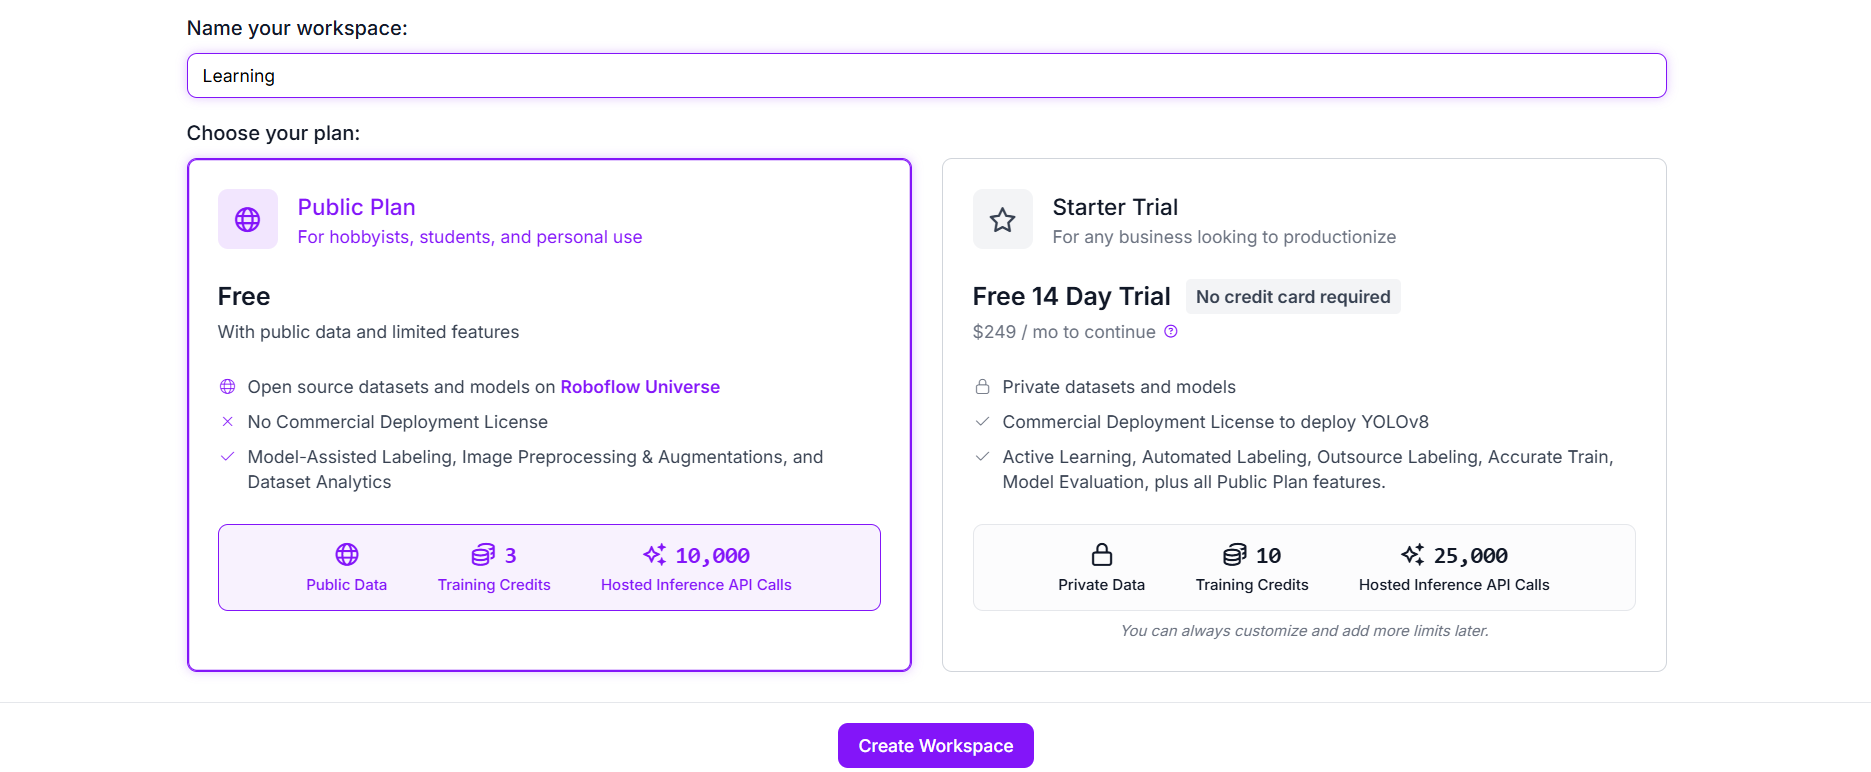 Name your workspace:
Learning
Choose your plan:
Public Plan
For hobbyists, students, and personal use
Free
With public data and limited features
Open source datasets and models on Roboflow Universe
No Commercial Deployment License
Model-Assisted Labeling, Image Preprocessing & Augmentations, and
Dataset Analytics
3
10,000
Public Data
Training Credits
Hosted Inference API Calls
Starter Trial
For any business looking to productionize
Free 14 Day Trial No credit card required
$249 / mo to continue ?
Private datasets and models
Commercial Deployment License to deploy YOLOv8
Active Learning, Automated Labeling, Outsource Labeling, Accurate Train,
Model Evaluation, plus all Public Plan features.
10
25,000
Private Data
Training Credits
Hosted Inference API Calls
You can always customize and add more limits later.
Create Workspace